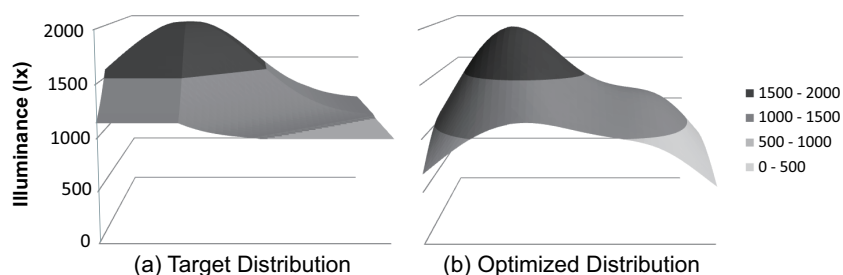 Illuminance (lx)
2000
1500
1000
500
0
(a) Target Distribution
(b) Optimized Distribution
1500 - 2000
1000 - 1500
500 - 1000
0 - 500